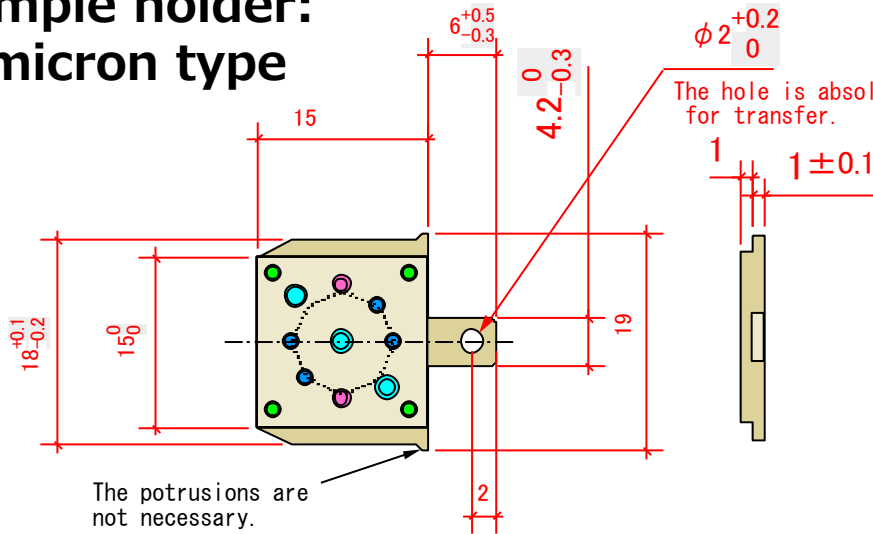 mple holder:
micron type
6 +0.5 -0.3
φ2 +0.2 0
4.2 0 -0.3
The hole is absol
for transfer.
15
1
1±0.1
18 +0.1 -0.2
15 0 0
19
2
The potrusions are
not necessary.